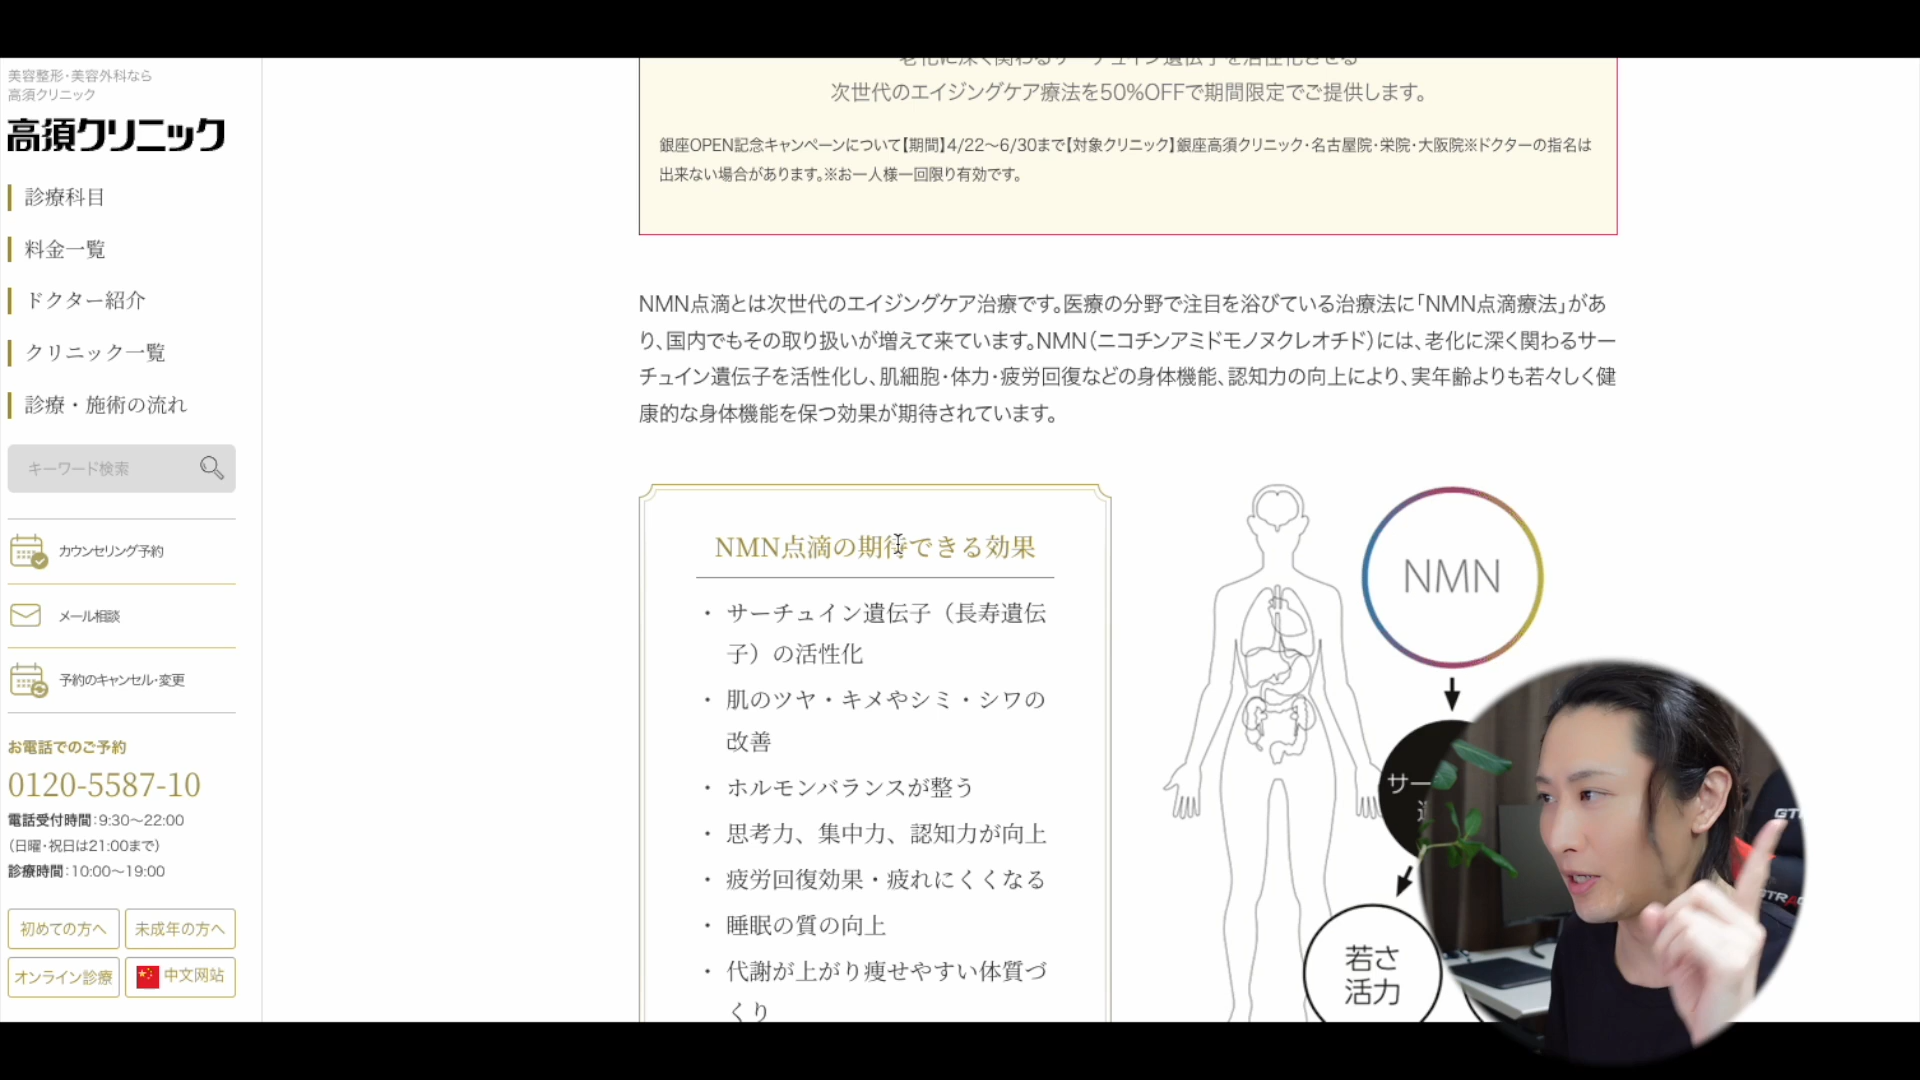 美容整形・美容外科なら
高須クリニック
高須クリニック
診療科目
料金一覧
ドクター紹介
クリニック一覧
診療・施術の流れ
キーワード検索
カウンセリング予約
メール相談
予約のキャンセル・変更
お電話でのご予約
0120-5587-10
電話受付時間：9:30〜22:00
（日曜・祝日は21:00まで）
診療時間：10:00〜19:00
初めての方へ
未成年の方へ
オンライン診療
中文网站
老化に深く関わるサーチュイン遺伝子を活性化させる
次世代のエイジングケア療法を50%OFFで期間限定でご提供します。
銀座OPEN記念キャンペーンについて【期間】4/22〜6/30まで【対象クリニック】銀座高須クリニック・名古屋院・栄院・大阪院※ドクターの指名は
出来ない場合があります。※お一人様一回限り有効です。
NMN点滴とは次世代のエイジングケア治療です。医療の分野で注目を浴びている治療法に「NMN点滴療法」があ
り、国内でもその取り扱いが増えて来ています。NMN（ニコチンアミドモノヌクレオチド）には、老化に深く関わるサー
チュイン遺伝子を活性化し、肌細胞・体力・疲労回復などの身体機能、認知力の向上により、実年齢よりも若々しく健
康的な身体機能を保つ効果が期待されています。
NMN点滴の期待できる効果
・ サーチュイン遺伝子（長寿遺伝
子）の活性化
・ 肌のツヤ・キメやシミ・シワの
改善
・ ホルモンバランスが整う
・ 思考力、集中力、認知力が向上
・ 疲労回復効果・疲れにくくなる
・ 睡眠の質の向上
・ 代謝が上がり痩せやすい体質づ
くり
NMN
サー
若さ
活力